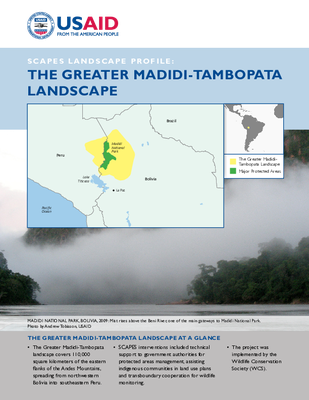 USAID
FROM THE AMERICAN PEOPLE
SCAPES LANDSCAPE PROFILE:
THE GREATER MADIDI-TAMBOPATA
LANDSCAPE
Brazil
Madidi
National
Park
Peru
Lake
Titicaca
Bolivia
La Paz
Pacific
Ocean
The Greater Madidi-
Tambopata Landscape
Major Protected Areas
MADIDI NATIONAL PARK, BOLIVIA, 2009: Mist rises above the Beni River, one of the main gateways to Madidi National Park.
Photo by Andrew Tobiason, USAID
THE GREATER MADIDI-TAMBOPATA LANDSCAPE AT A GLANCE
• The Greater Madidi-Tambopata
landscape covers 110,000
square kilometers of the eastern
flanks of the Andes Mountains,
spreading from northwestern
Bolivia into southeastern Peru.
• SCAPES interventions included technical
support to government authorities for
protected areas management, assisting
indigenous communities in land use plans
and transboundary cooperation for wildlife
monitoring.
• The project was
implemented by the
Wildlife Conservation
Society (WCS).